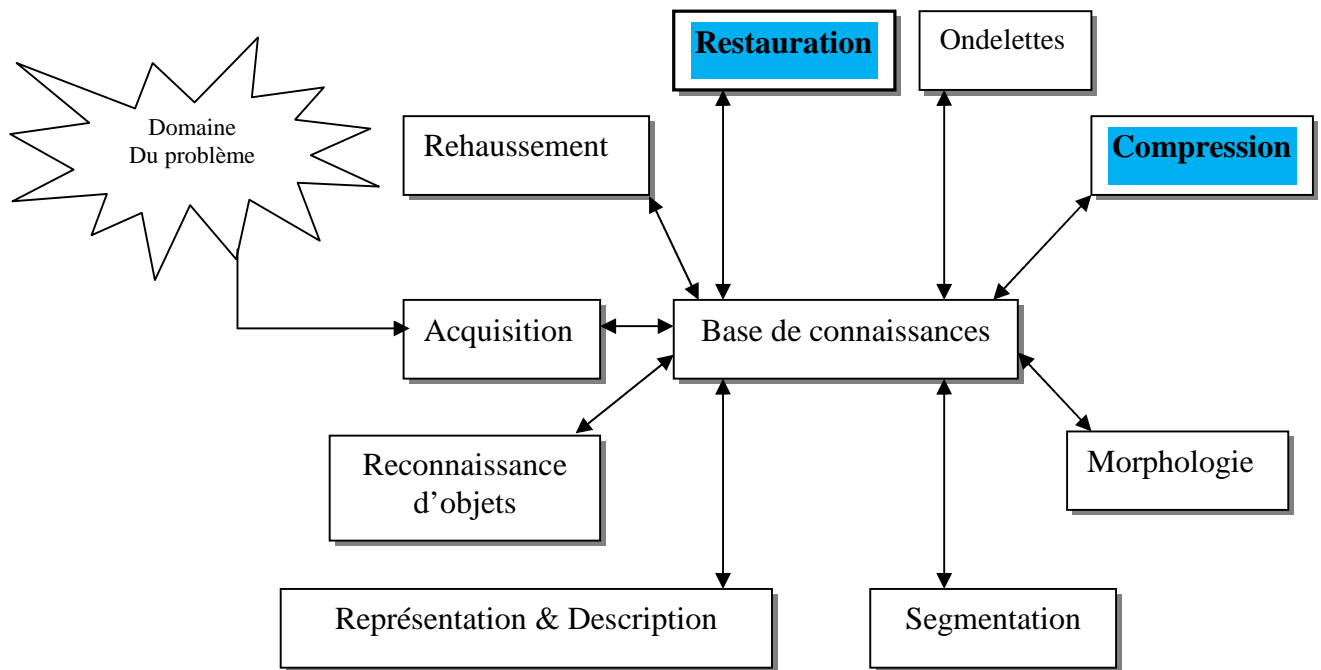 Restauration
Ondelettes
Domaine
Du problème
Rehaussement
Compression
Acquisition
Base de connaissances
Reconnaissance
d’objets
Morphologie
Représentation & Description
Segmentation